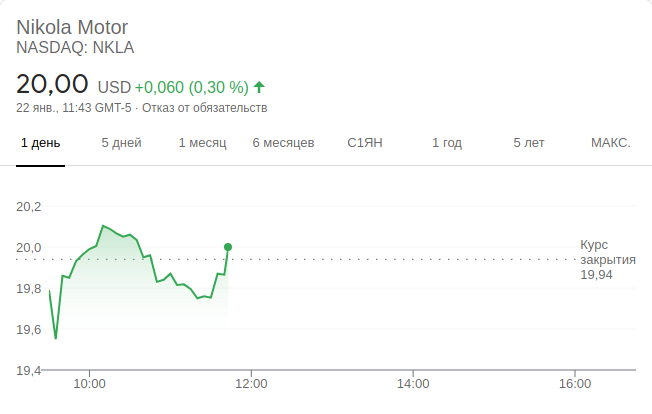 Nikola Motor
NASDAQ: NKLA
20,00 USD +0,060 (0,30 %)
22 янв., 11:43 GMT-5 · Отказ от обязательств
1 день 5 дней 1 месяц 6 месяцев С1ЯН 1 год 5 лет МАКС.
20,2
20,0
19,8
19,6
19,4
Курс
закрытия
19,94
10:00 12:00 14:00 16:00